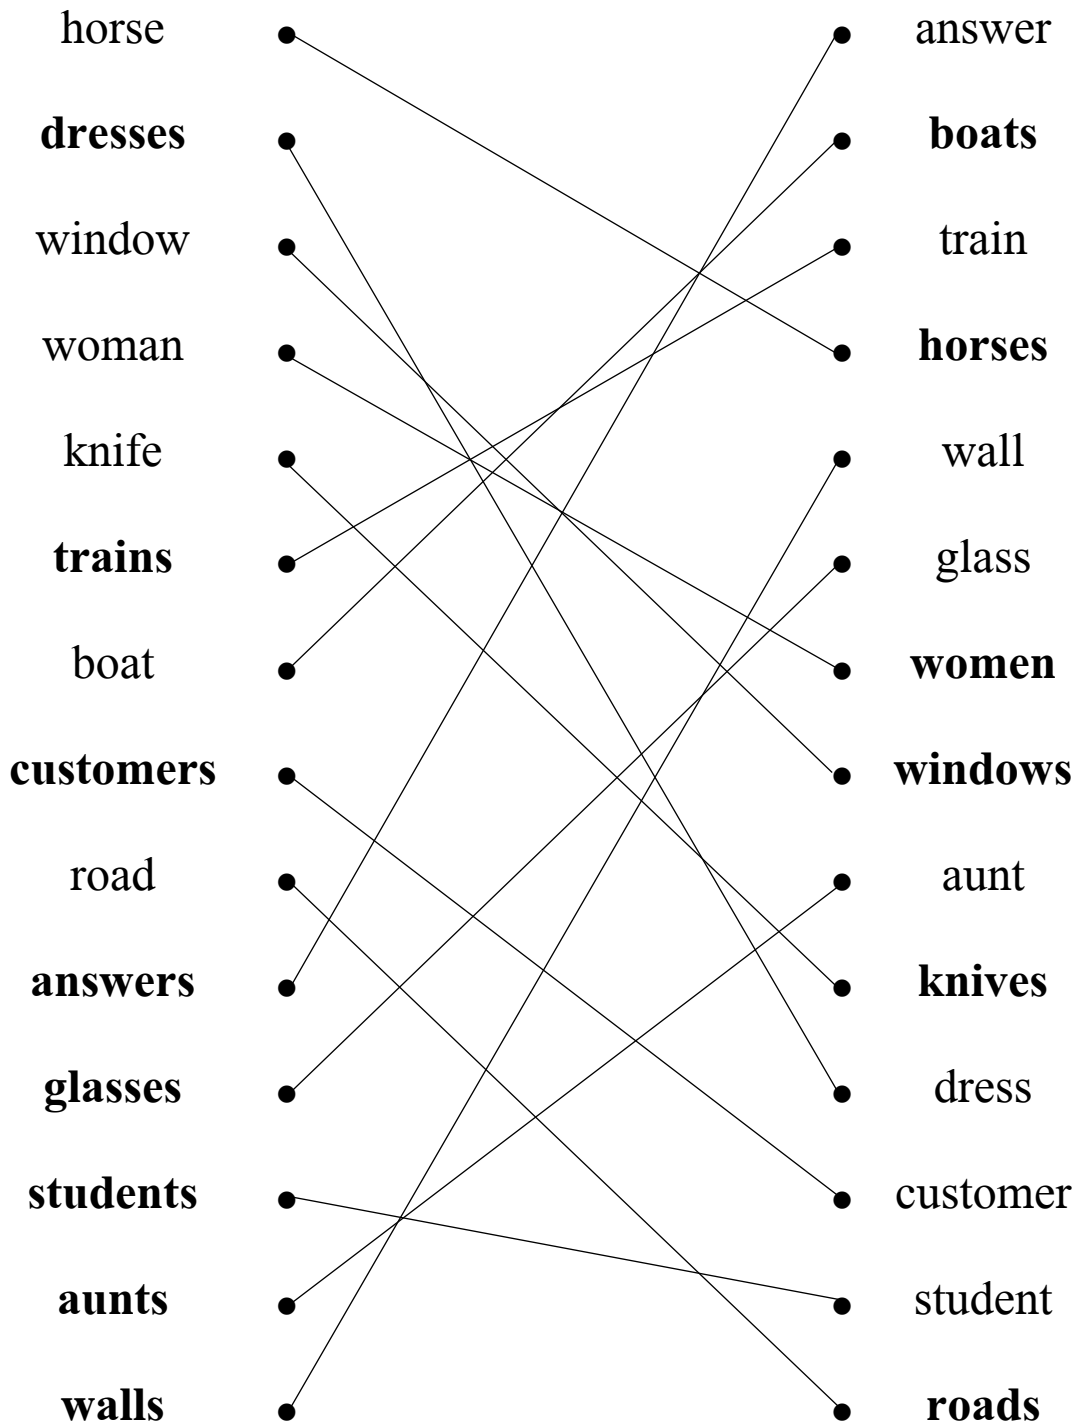 horse answer
dresses boats
window train
woman horses
knife wall
trains glass
boat women
customers windows
road aunt
answers knives
glasses dress
students customer
aunts student
walls roads